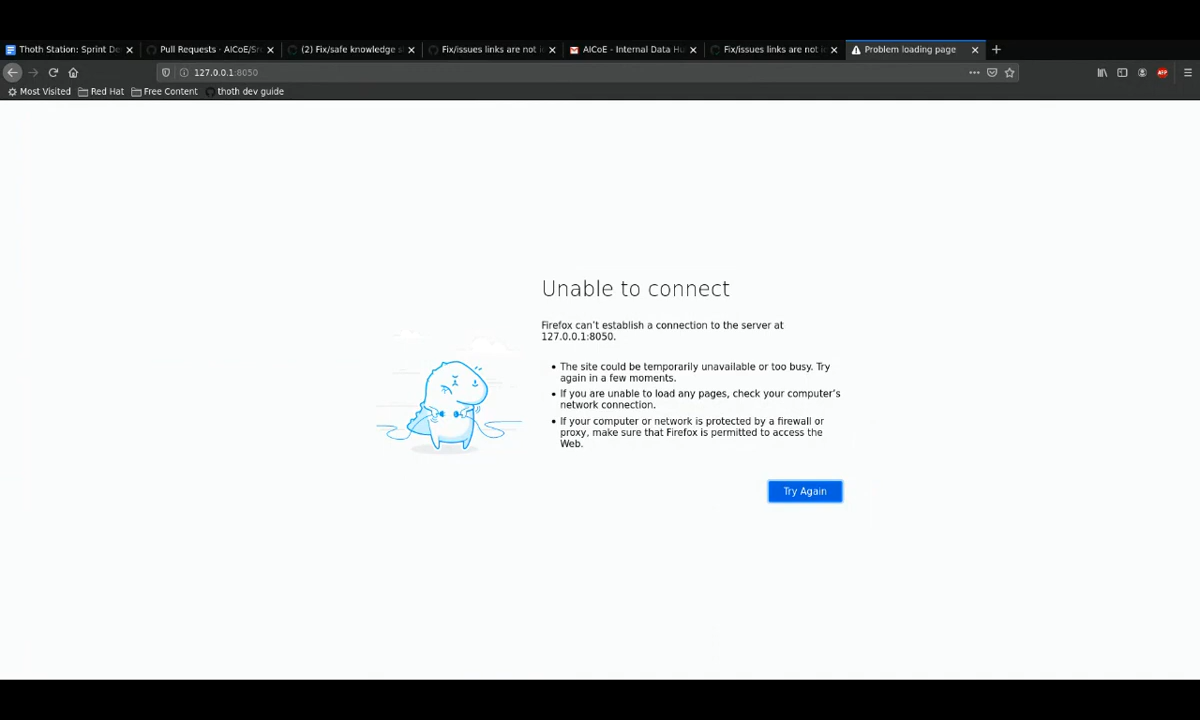 Thoth Station: Sprint De
Pull Requests · AICoE/Sr
(2) Fix/safe knowledge s
Fix/issues links are not i
AICoE - Internal Data Hu
Fix/issues links are not i
Problem loading page
127.0.0.1:8050
ABP
Most Visited
Red Hat
Free Content
thoth dev guide
Unable to connect
Firefox can't establish a connection to the server at
127.0.0.1:8050.
• The site could be temporarily unavailable or too busy. Try
again in a few moments.
• If you are unable to load any pages, check your computer's
network connection.
• If your computer or network is protected by a firewall or
proxy, make sure that Firefox is permitted to access the
Web.
Try Again